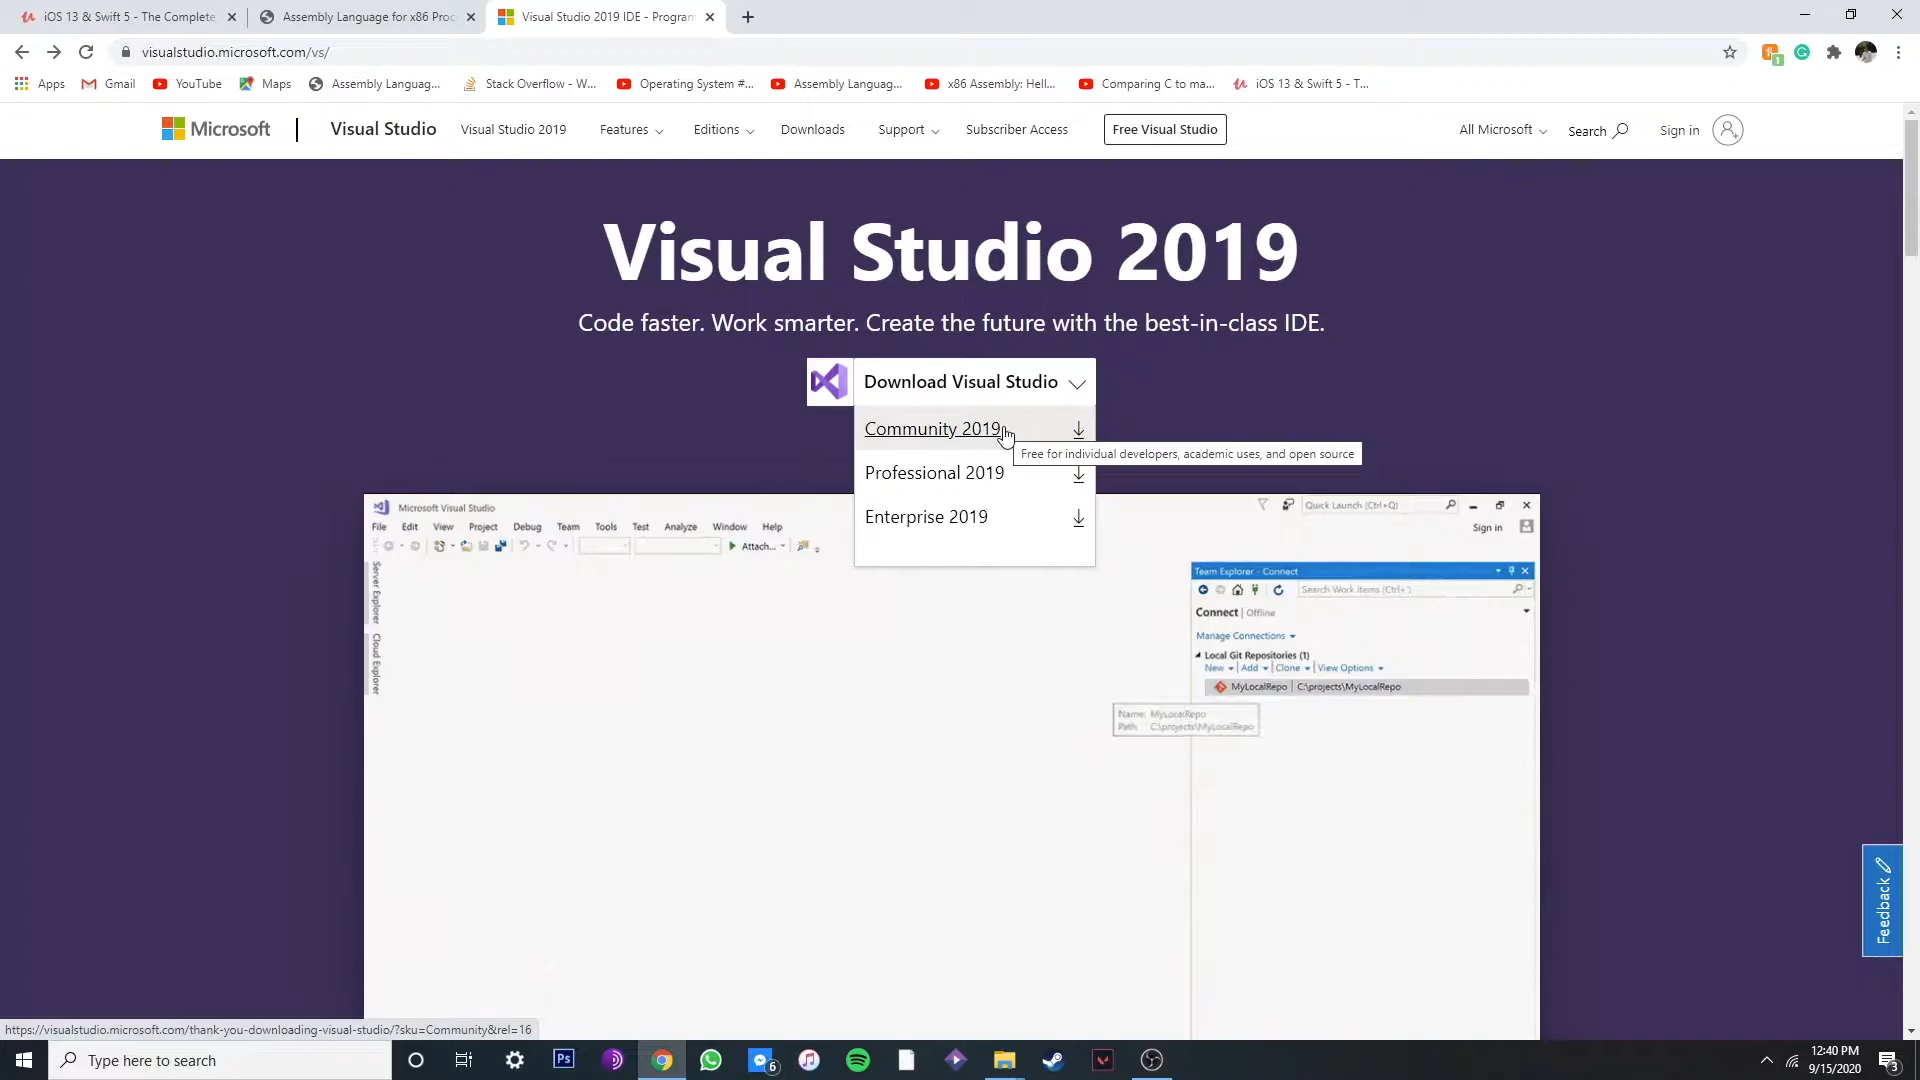 iOS 13 & Swift 5 - The Complete
Assembly Language for x86 Proc
Visual Studio 2019 IDE - Program
visualstudio.microsoft.com/vs/
1
Apps
Gmail
YouTube
Maps
Assembly Languag...
Stack Overflow - W...
Operating System #...
Assembly Languag...
x86 Assembly: Hell...
Comparing C to ma...
iOS 13 & Swift 5 - T...
Microsoft
Visual Studio
Visual Studio 2019
Features
Editions
Downloads
Support
Subscriber Access
Free Visual Studio
All Microsoft
Search
Sign in
Visual Studio 2019
Code faster. Work smarter. Create the future with the best-in-class IDE.
Download Visual Studio
Community 2019
Free for individual developers, academic uses, and open source
Professional 2019
Enterprise 2019
Microsoft Visual Studio
Quick Launch (Ctrl+Q)
File Edit View Project Debug Team Tools Test Analyze Window Help
Sign in
Attach...
Server Explorer
Cloud Explorer
Team Explorer - Connect
Search Work Items (Ctrl+')
Connect | Offline
Manage Connections
Local Git Repositories (1)
New | Add | Clone | View Options
MyLocalRepo | C:\projects\MyLocalRepo
Name: MyLocalRepo
Path: C:\projects\MyLocalRepo
Feedback
https://visualstudio.microsoft.com/thank-you-downloading-visual-studio/?sku=Community&rel=16
Type here to search
Ps
6
12:40 PM
9/15/2020
3